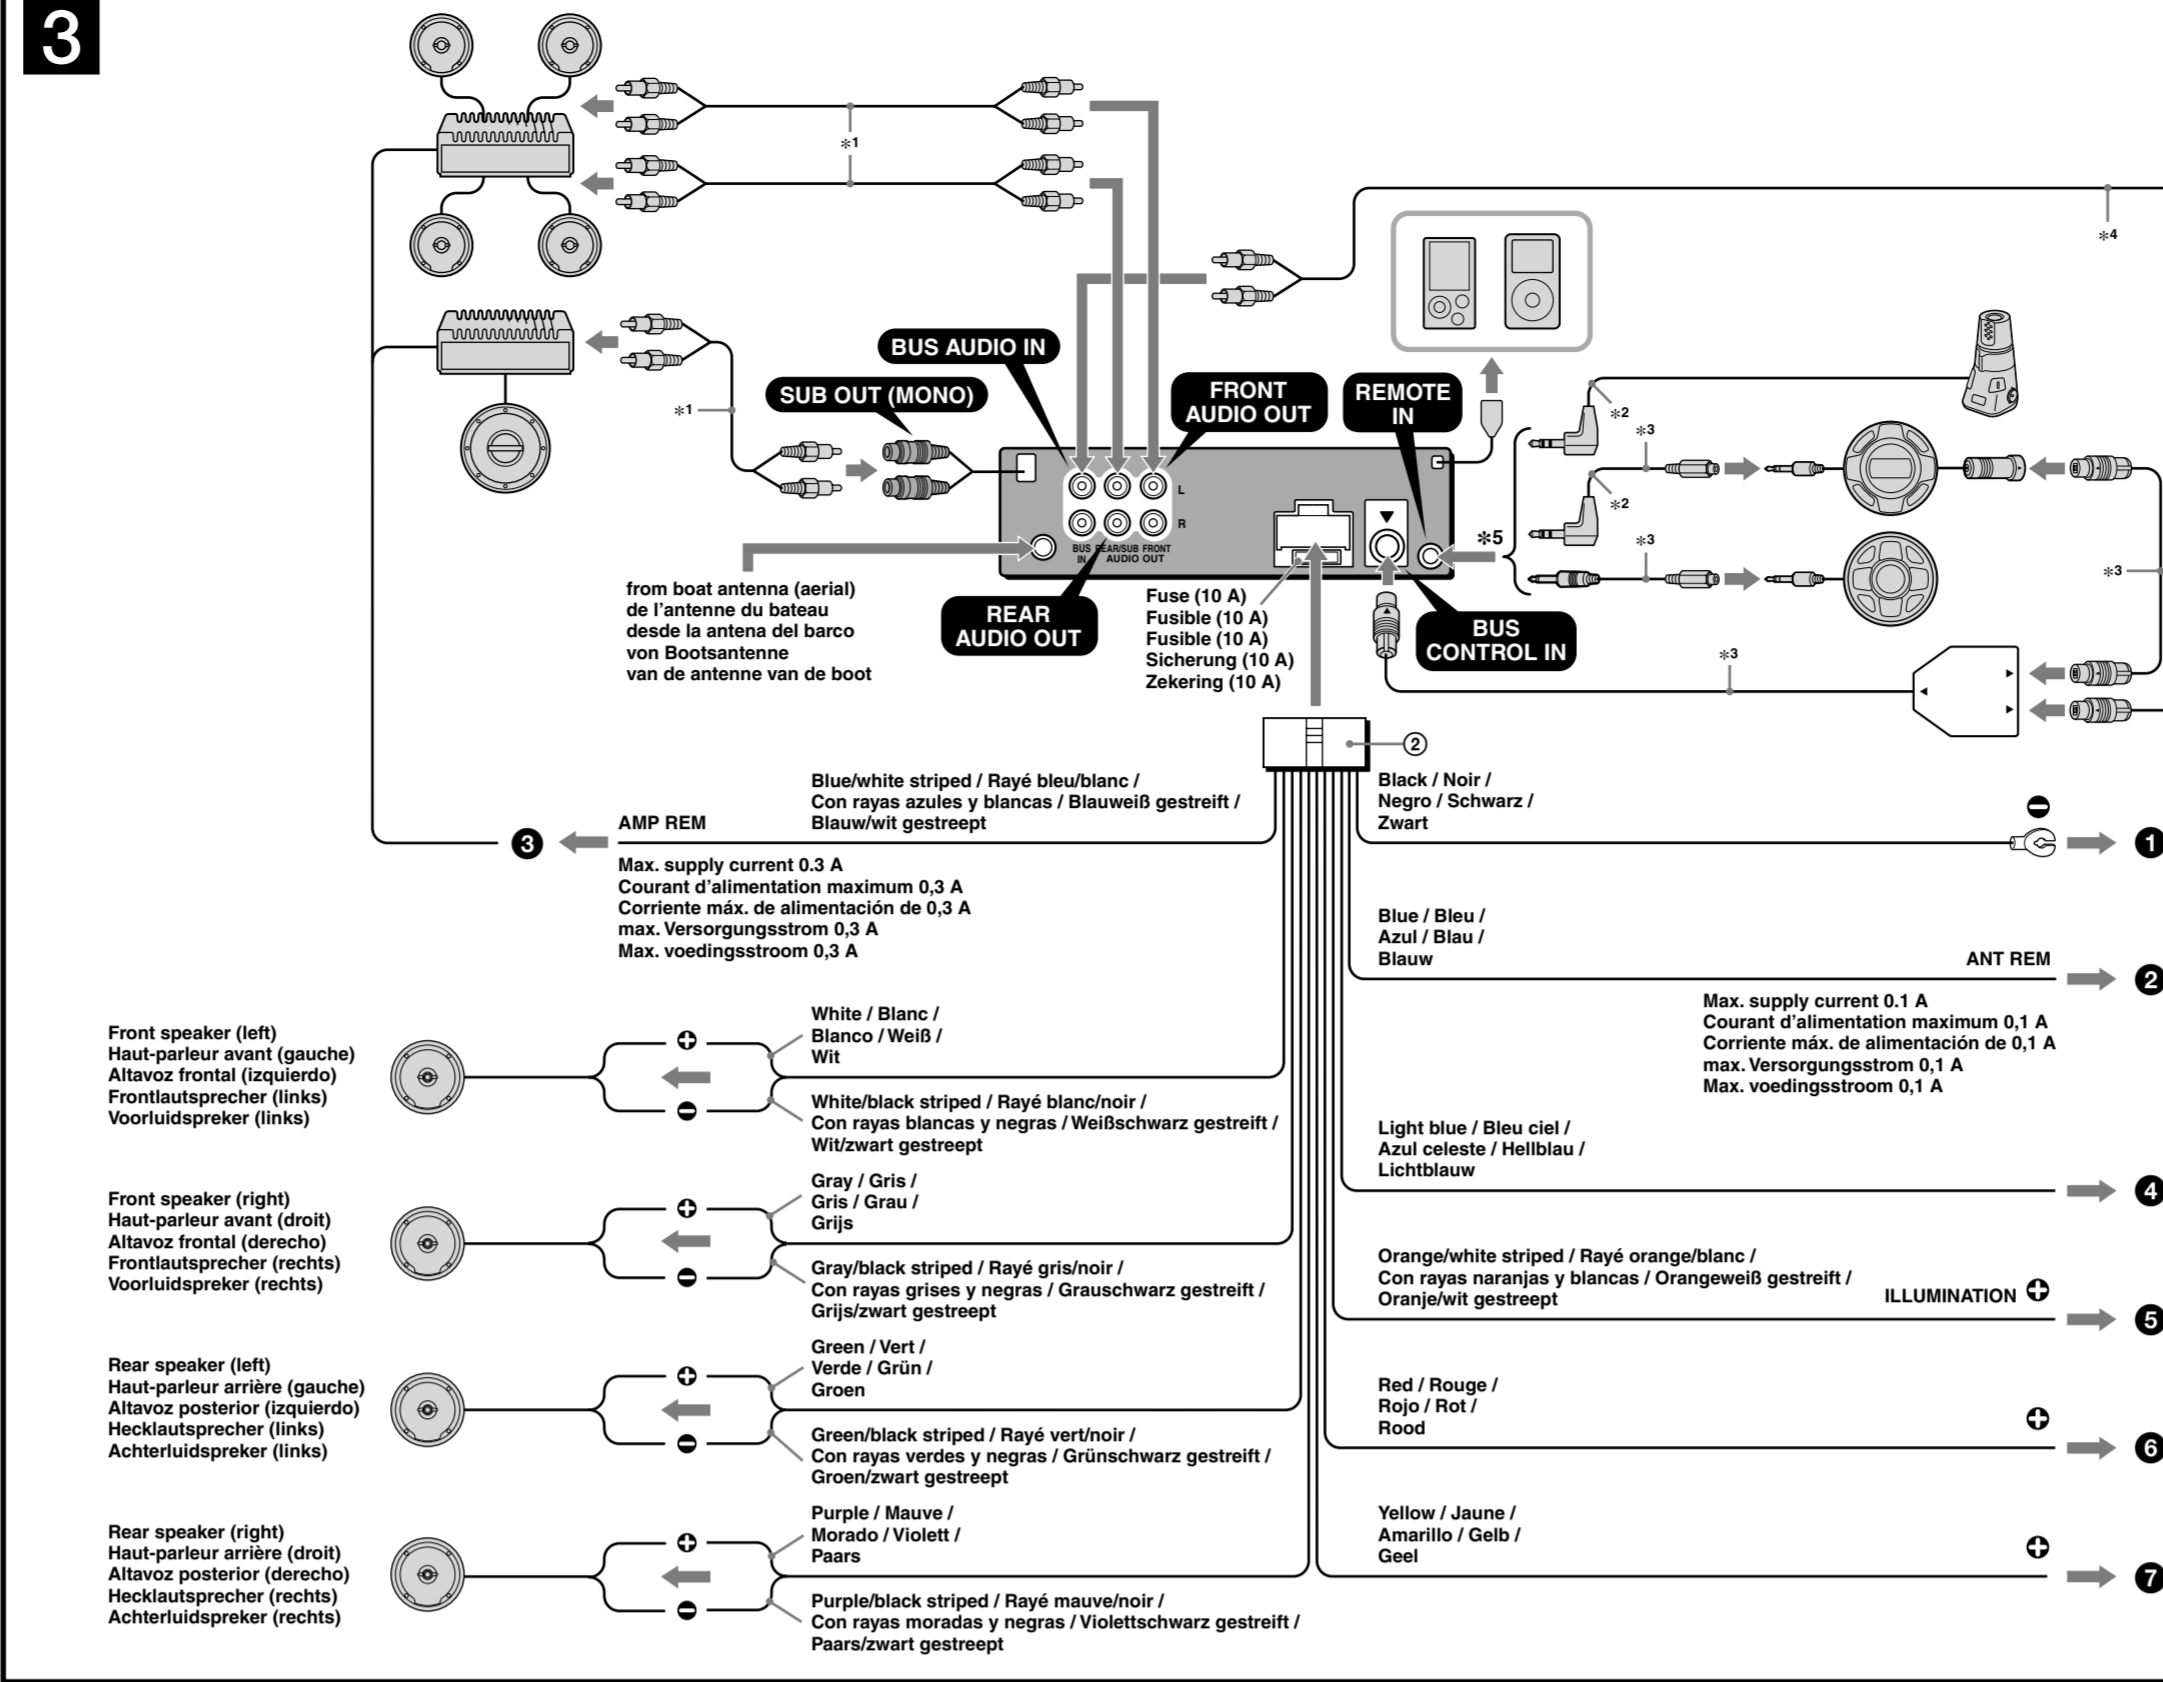 3
*1
*4
BUS AUDIO IN
SUB OUT (MONO)
FRONT
AUDIO OUT
REMOTE
IN
*1
*2
*3
*2
*3
*5
*3
L
R
BUS
IN
REAR/SUB FRONT
AUDIO OUT
from boat antenna (aerial)
de l’antenne du bateau
desde la antena del barco
von Bootsantenne
van de antenne van de boot
REAR
AUDIO OUT
Fuse (10 A)
Fusible (10 A)
Fusible (10 A)
Sicherung (10 A)
Zekering (10 A)
BUS
CONTROL IN
*3
2
Blue/white striped / Rayé bleu/blanc /
Con rayas azules y blancas / Blauweiß gestreift /
Blauw/wit gestreept
3
AMP REM
Max. supply current 0.3 A
Courant d’alimentation maximum 0,3 A
Corriente máx. de alimentación de 0,3 A
max. Versorgungsstrom 0,3 A
Max. voedingsstroom 0,3 A
Black / Noir /
Negro / Schwarz /
Zwart
1
Blue / Bleu /
Azul / Blau /
Blauw
ANT REM
2
Max. supply current 0.1 A
Courant d’alimentation maximum 0,1 A
Corriente máx. de alimentación de 0,1 A
max. Versorgungsstrom 0,1 A
Max. voedingsstroom 0,1 A
Front speaker (left)
Haut-parleur avant (gauche)
Altavoz frontal (izquierdo)
Frontlautsprecher (links)
Voorluidspreker (links)
White / Blanc /
Blanco / Weiß /
Wit
White/black striped / Rayé blanc/noir /
Con rayas blancas y negras / Weißschwarz gestreift /
Wit/zwart gestreept
Light blue / Bleu ciel /
Azul celeste / Hellblau /
Lichtblauw
4
Front speaker (right)
Haut-parleur avant (droit)
Altavoz frontal (derecho)
Frontlautsprecher (rechts)
Voorluidspreker (rechts)
Gray / Gris /
Gris / Grau /
Grijs
Gray/black striped / Rayé gris/noir /
Con rayas grises y negras / Grauschwarz gestreift /
Grijs/zwart gestreept
Orange/white striped / Rayé orange/blanc /
Con rayas naranjas y blancas / Orangeweiß gestreift /
Oranje/wit gestreept
ILLUMINATION
5
Rear speaker (left)
Haut-parleur arrière (gauche)
Altavoz posterior (izquierdo)
Hecklautsprecher (links)
Achterluidspreker (links)
Green / Vert /
Verde / Grün /
Groen
Green/black striped / Rayé vert/noir /
Con rayas verdes y negras / Grünschwarz gestreift /
Groen/zwart gestreept
Red / Rouge /
Rojo / Rot /
Rood
6
Rear speaker (right)
Haut-parleur arrière (droit)
Altavoz posterior (derecho)
Hecklautsprecher (rechts)
Achterluidspreker (rechts)
Purple / Mauve /
Morado / Violett /
Paars
Purple/black striped / Rayé mauve/noir /
Con rayas moradas y negras / Violettschwarz gestreift /
Paars/zwart gestreept
Yellow / Jaune /
Amarillo / Gelb /
Geel
7